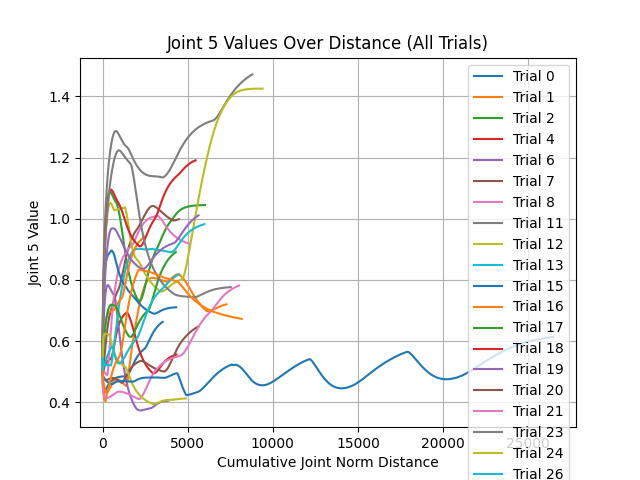 Joint 5 Values Over Distance (All Trials)
1.4
1.2
1.0
0.8
0.6
0.4
Joint 5 Value
0
5000
10000
15000
20000
25000
Cumulative Joint Norm Distance
Trial 0
Trial 1
Trial 2
Trial 4
Trial 6
Trial 7
Trial 8
Trial 11
Trial 12
Trial 13
Trial 15
Trial 16
Trial 17
Trial 18
Trial 19
Trial 20
Trial 21
Trial 23
Trial 24
Trial 26